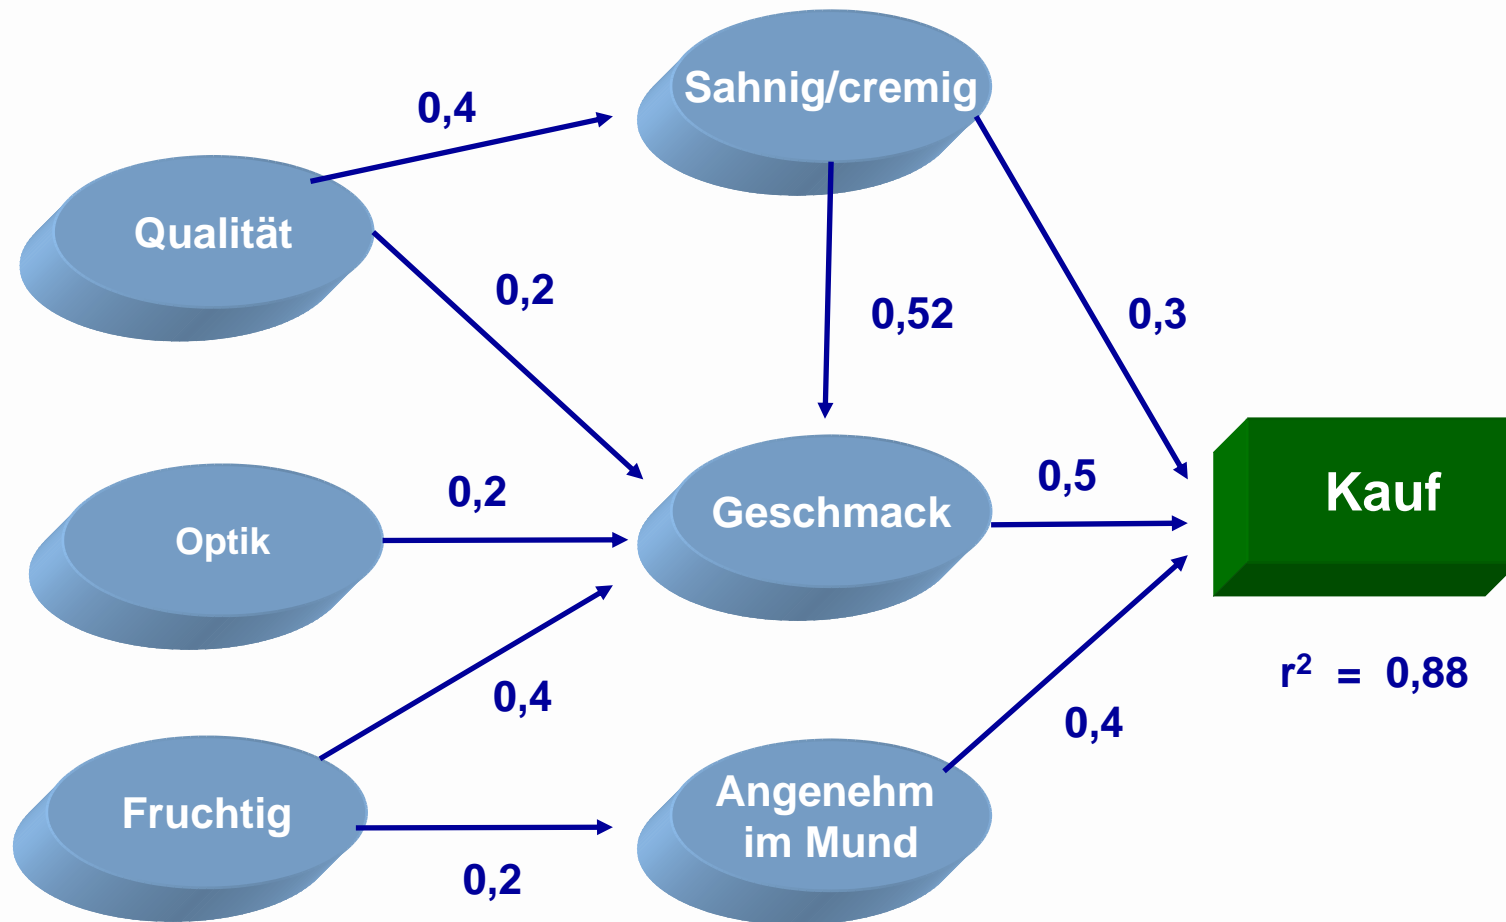 Sahnig/cremig
0,4
Qualität
0,2
0,52
0,3
Optik
0,2
Geschmack
0,5
Kauf
r² = 0,88
0,4
0,4
Fruchtig
0,2
Angenehm
im Mund